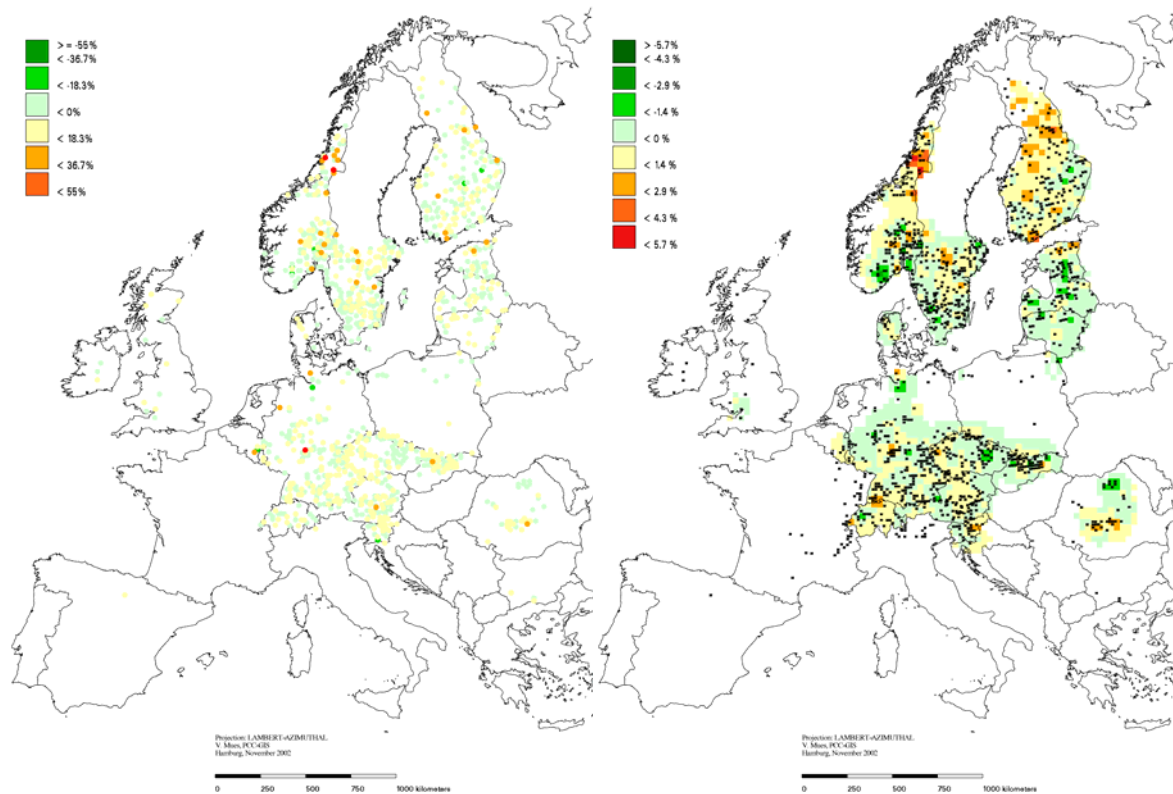 > = -55%
< -36.7%
< -18.3%
0%
< 18.3%
< 36.7%
< 55%
Projection: LAMBERT-AZIMUTHAL
V. Mues, PCC-GIS
Hamburg, November 2002
0 250 500 750 1000 kilometers
> -5.7%
-4.3 %
< -2.9 %
< -1.4 %
< 0 %
< 1.4 %
< 2.9 %
< 4.3 %
< 5.7 %
Projection: LAMBERT-AZIMUTHAL
V. Mues, PCC-GIS
Hamburg, November 2002
0 250 500 750 1000 kilometers